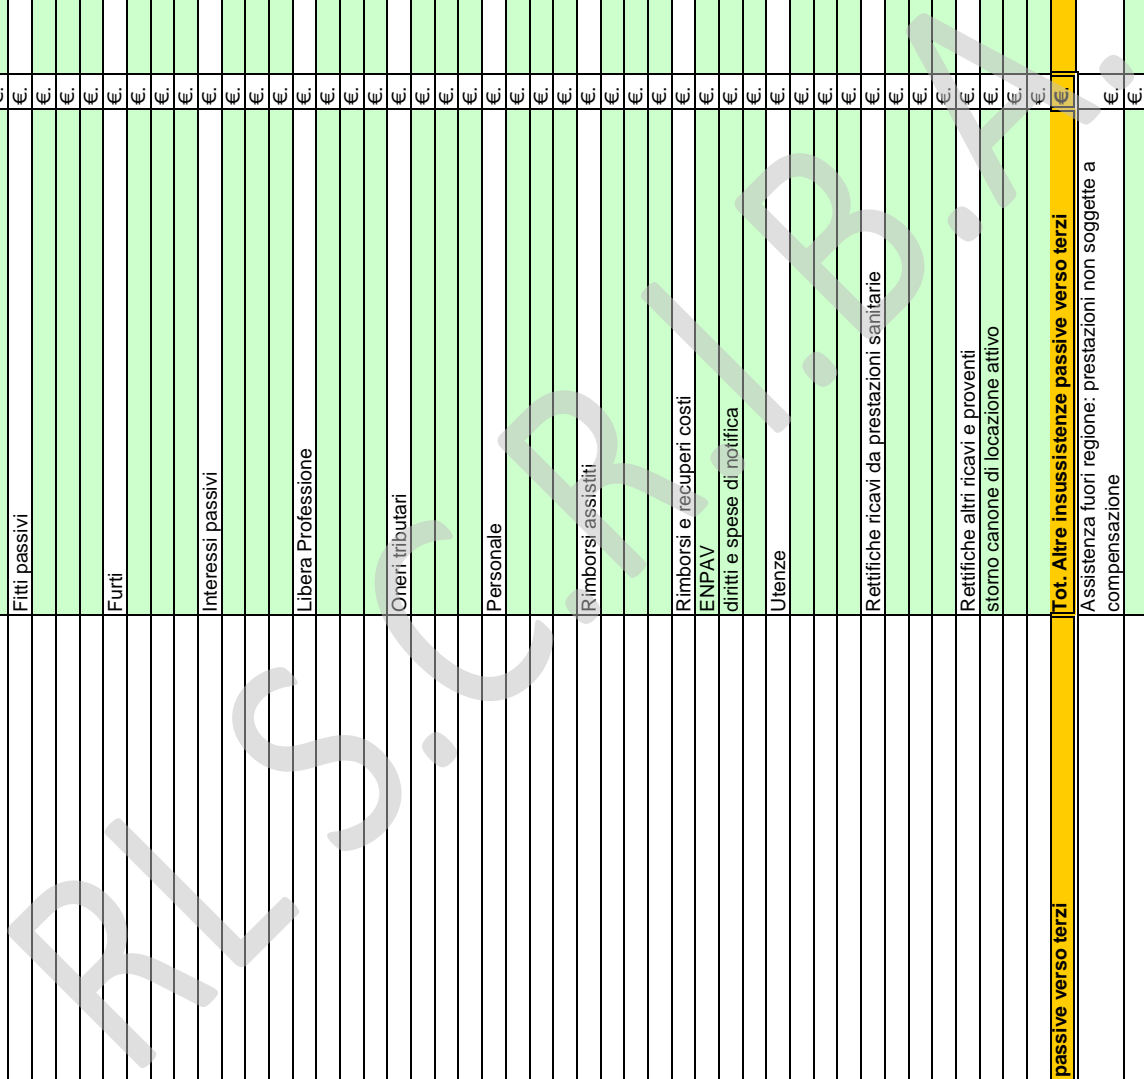 €.
Fitti passivi €.
€.
€.
€.
Furti €.
€.
€.
€.
Interessi passivi €.
€.
€.
€.
Libera Professione €.
€.
€.
€.
Oneri tributari €.
€.
€.
€.
Personale €.
€.
€.
€.
Rimborsi assistiti €.
€.
€.
€.
Rimborsi e recuperi costi €.
ENPAV €.
diritti e spese di notifica €.
€.
Utenze €.
€.
€.
€.
Rettifiche ricavi da prestazioni sanitarie €.
€.
€.
€.
Rettifiche altri ricavi e proventi €.
storno canone di locazione attivo €.
€.
€.
passive verso terzi Tot. Altre insussistenze passive verso terzi €.
Assistenza fuori regione: prestazioni non soggette a
compensazione €.
€.
RL S.C.R.I.B.A.